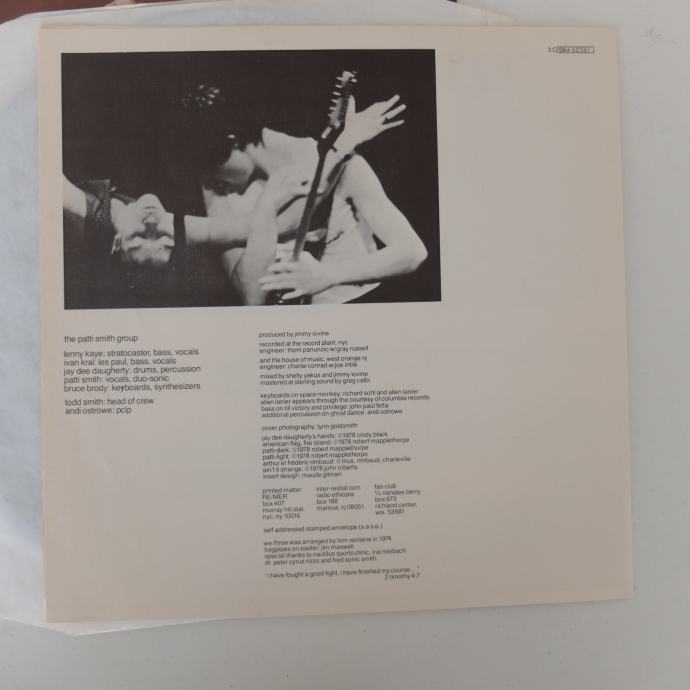 3C 064-60561
the patti smith group
lenny kaye: stratocaster, bass, vocals
ivan kral: les paul, bass, vocals
jay dee daugherty: drums, percussion
patti smith: vocals, duo-sonic
bruce brody: keyboards, synthesizers
todd smith: head of crew
andi ostrowe: pclp
produced by jimmy iovine
recorded at the record plant, nyc
engineer: thom panunzio w/gray russell
and the house of music, west orange nj
engineer: charlie conrad w/joe intile
mixed by shelly yakus and jimmy iovine
mastered at sterling sound by greg calbi
keyboards on space monkey: richard sohl and allen lanier
allen lanier appears through the courtesy of columbia records.
bass on till victory and privilege: john paul fetta
additional percussion on ghost dance: andi ostrowe
cover photography: lynn goldsmith
jay dee daugherty's hands: ©1978 cindy black
american flag, fire island: ©1978 robert mapplethorpe
patti-dark: ©1978 robert mapplethorpe
patti-light: ©1978 robert mapplethorpe
arthur et frédéric rimbaud: © mus. rimbaud, charleville
ain't it strange: ©1978 john roberts
insert design: maude gilman
printed matter
RE/MER
box 407
murray hill stat.
nyc, ny 10016
inter-restial corr.
radio ethiopia
box 188
mantua, nj 08051
fan club
c/o nanalee berry
box 673
richland center,
wis. 53581
self addressed stamped envelope (s.a.s.e.)
we three was arranged by tom verlaine in 1974
bagpipes on easter: jim maxwell
special thanks to nautilus sports clinic, ina meibach
dr. peter cyrus rizzo and fred sonic smith.
"i have fought a good fight, i have finished my course . . ."
2 timothy 4:7